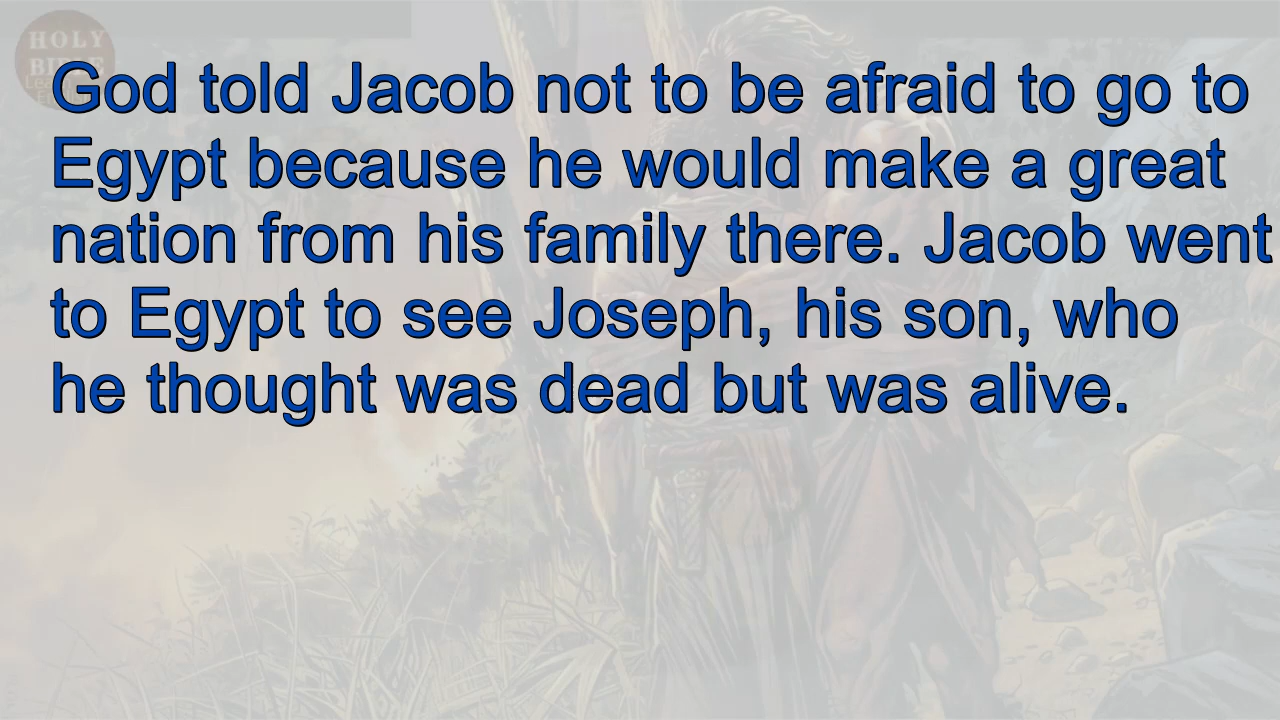 HOLY
BIBLE
God told Jacob not to be afraid to go to
Egypt because he would make a great
nation from his family there. Jacob went
to Egypt to see Joseph, his son, who
he thought was dead but was alive.